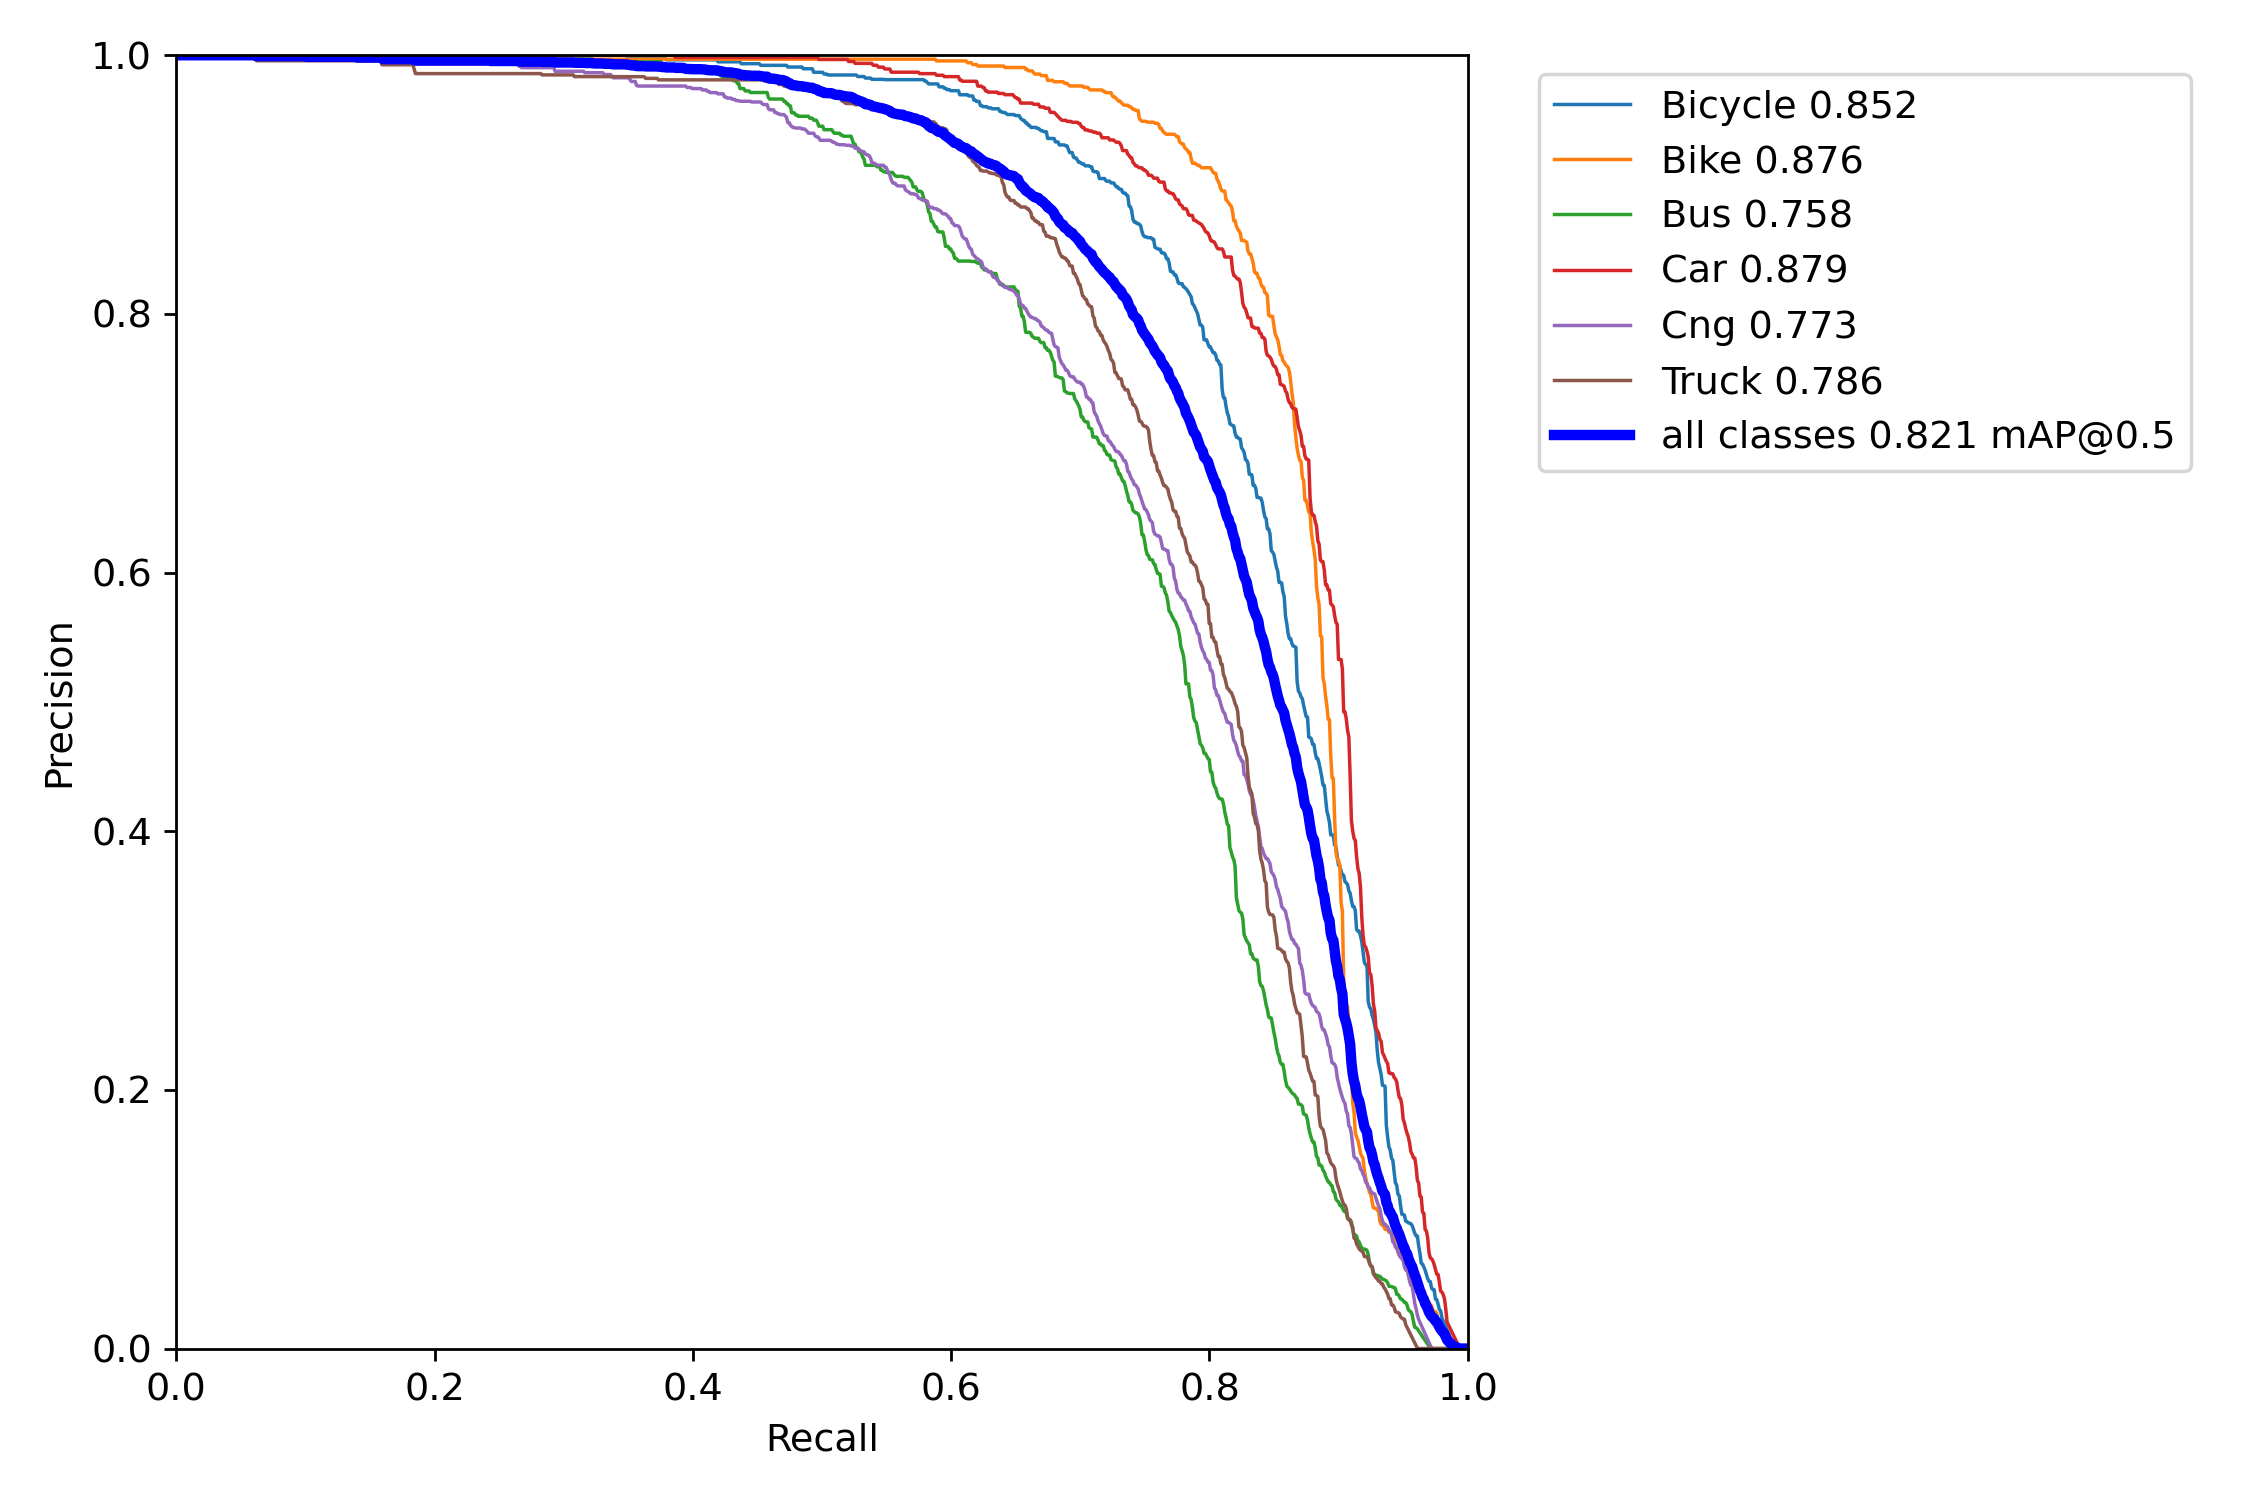 1.0
0.8
0.6
0.4
0.2
0.0
Precision
0.0 0.2 0.4 0.6 0.8 1.0
Recall
Bicycle 0.852
Bike 0.876
Bus 0.758
Car 0.879
Cng 0.773
Truck 0.786
all classes 0.821 mAP@0.5